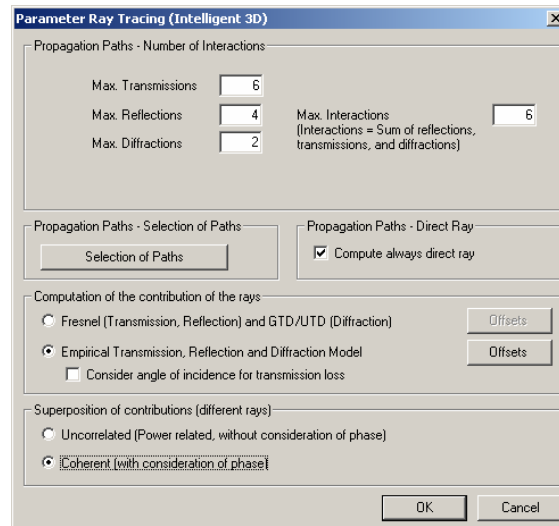 Parameter Ray Tracing (Intelligent 3D)
Propagation Paths - Number of Interactions
Max. Transmissions 6
Max. Reflections 4
Max. Diffractions 2
Max. Interactions 6
(Interactions = Sum of reflections,
transmissions, and diffractions)
Propagation Paths - Selection of Paths
Selection of Paths
Propagation Paths - Direct Ray
Compute always direct ray
Computation of the contribution of the rays
Fresnel (Transmission, Reflection) and GTD/UTD (Diffraction) Offsets
Empirical Transmission, Reflection and Diffraction Model Offsets
Consider angle of incidence for transmission loss
Superposition of contributions (different rays)
Uncorrelated (Power related, without consideration of phase)
Coherent (with consideration of phase)
OK Cancel